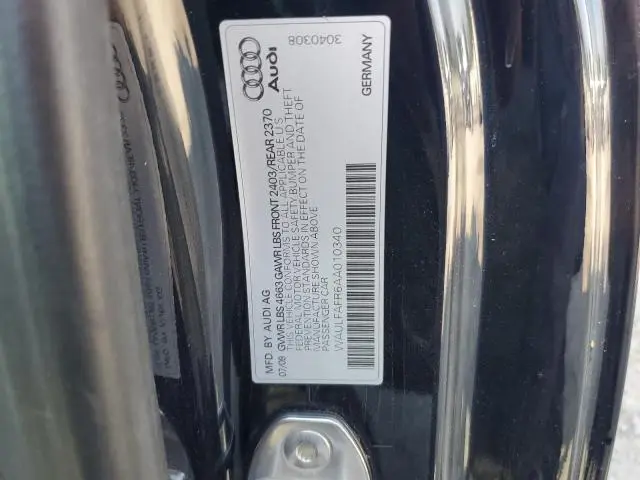 MFD. BY AUDI AG
07/09 GVWR LBS 4663 GAWR LBS FRONT 2403/REAR 2370
THIS VEHICLE CONFORMS TO ALL APPLICABLE U S
FEDERAL MOTOR VEHICLE SAFETY BUMPER AND THEFT
PREVENTION STANDARDS IN EFFECT ON THE DATE OF
MANUFACTURE SHOWN ABOVE
PASSENGER CAR
WAULFAFR6AA010340
Audi
3040308
GERMANY